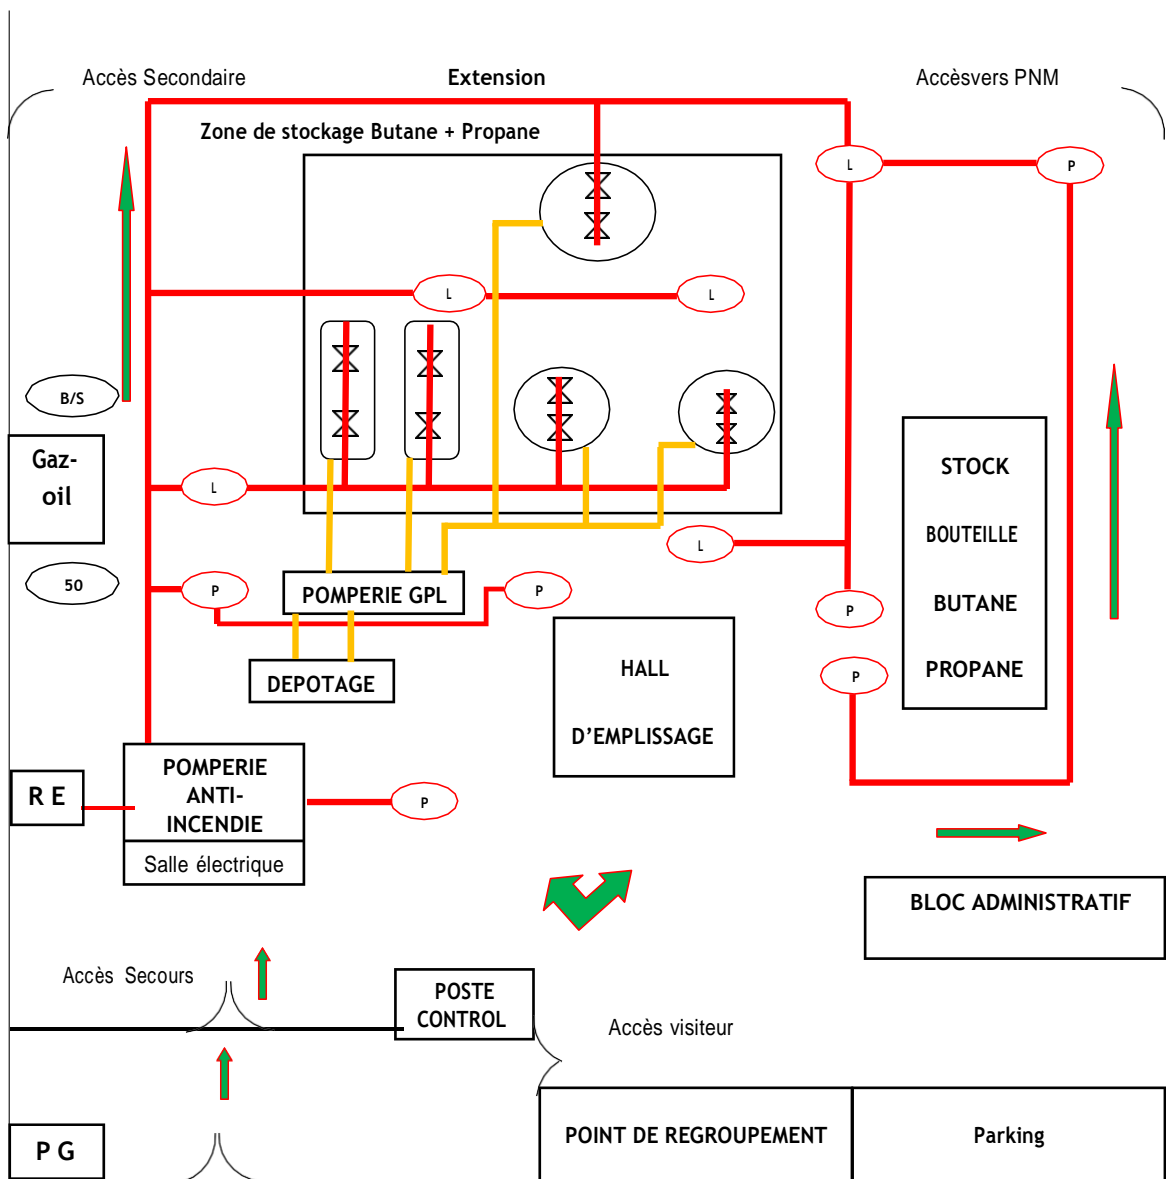 Accès Secondaire
Extension
Accèsvers PNM
Zone de stockage Butane + Propane
L
P
L
L
B/S
Gaz-
oil
STOCK
BOUTEILLE
BUTANE
PROPANE
L
L
50
P
POMPERIE GPL
P
P
DEPOTAGE
HALL
D’EMPLISSAGE
P
R E
POMPERIE
ANTI-
INCENDIE
P
Salle électrique
BLOC ADMINISTRATIF
Accès Secours
POSTE
CONTROL
Accès visiteur
P G
POINT DE REGROUPEMENT
Parking